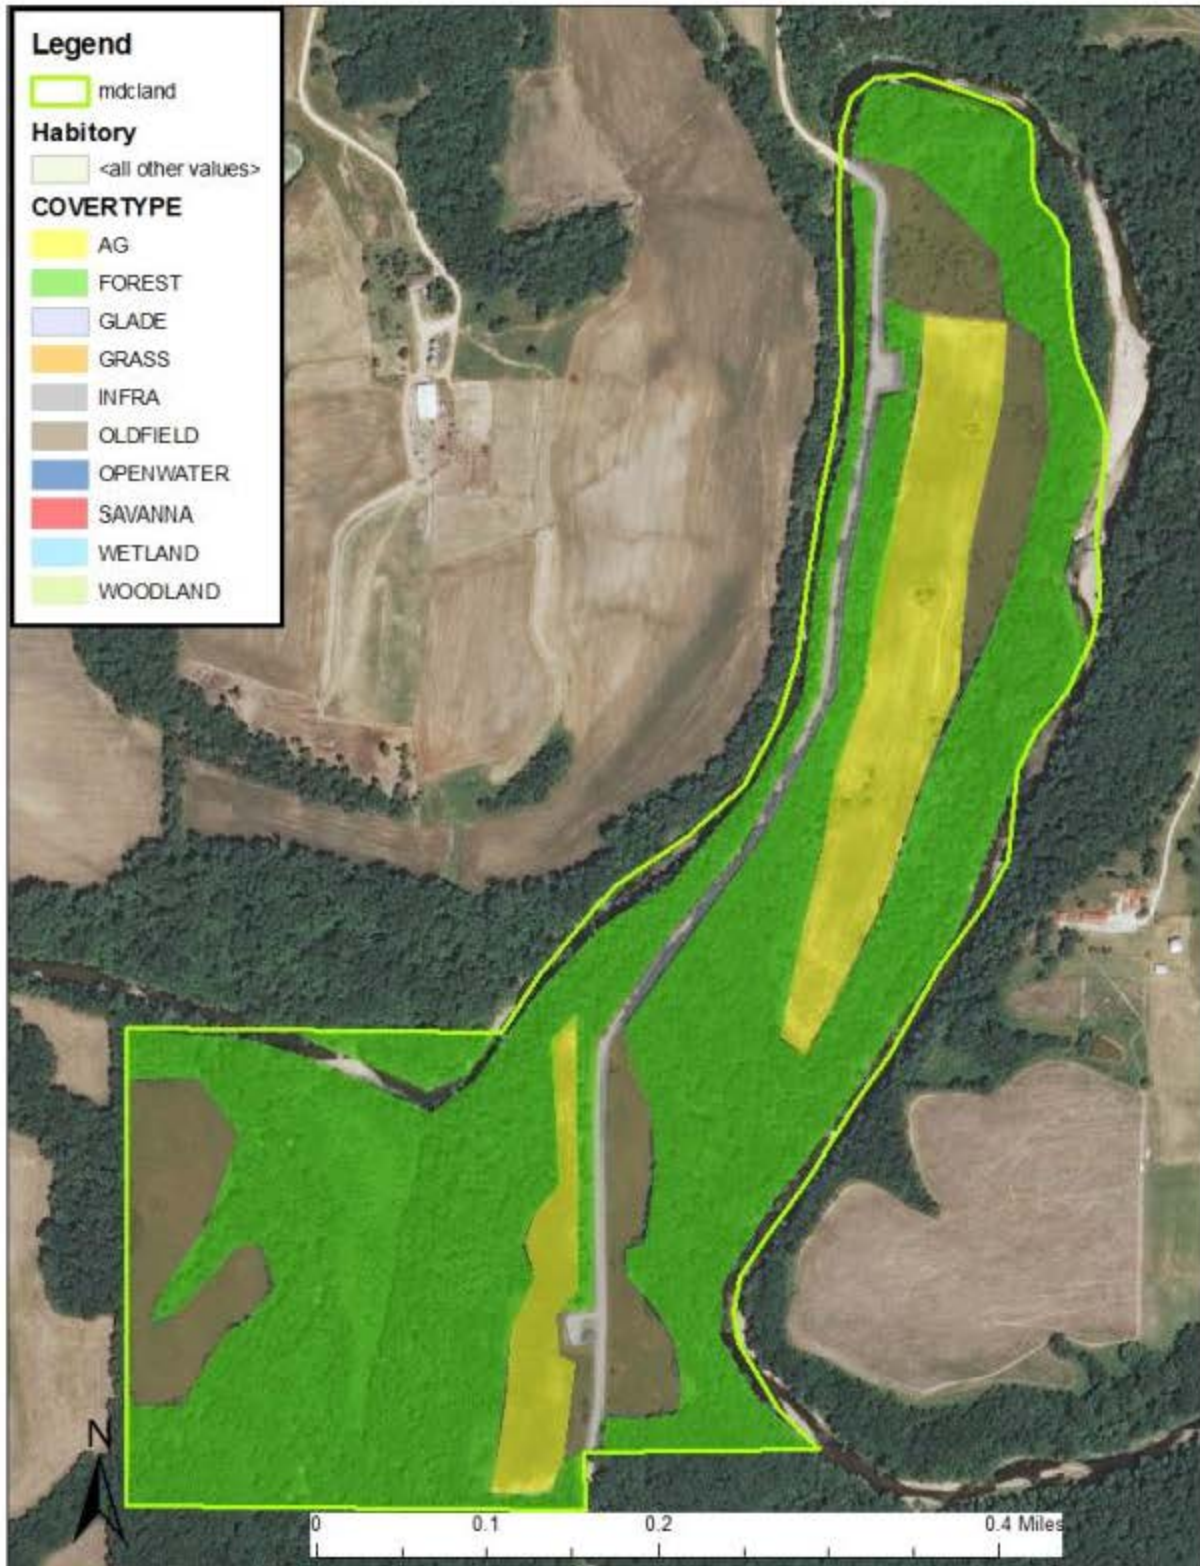 Legend
mdcland
Habitory
<all other values>
COVERTYPE
AG
FOREST
GLADE
GRASS
INFRA
OLDFIELD
OPENWATER
SAVANNA
WETLAND
WOODLAND
N
0 0.1 0.2 0.4 Miles